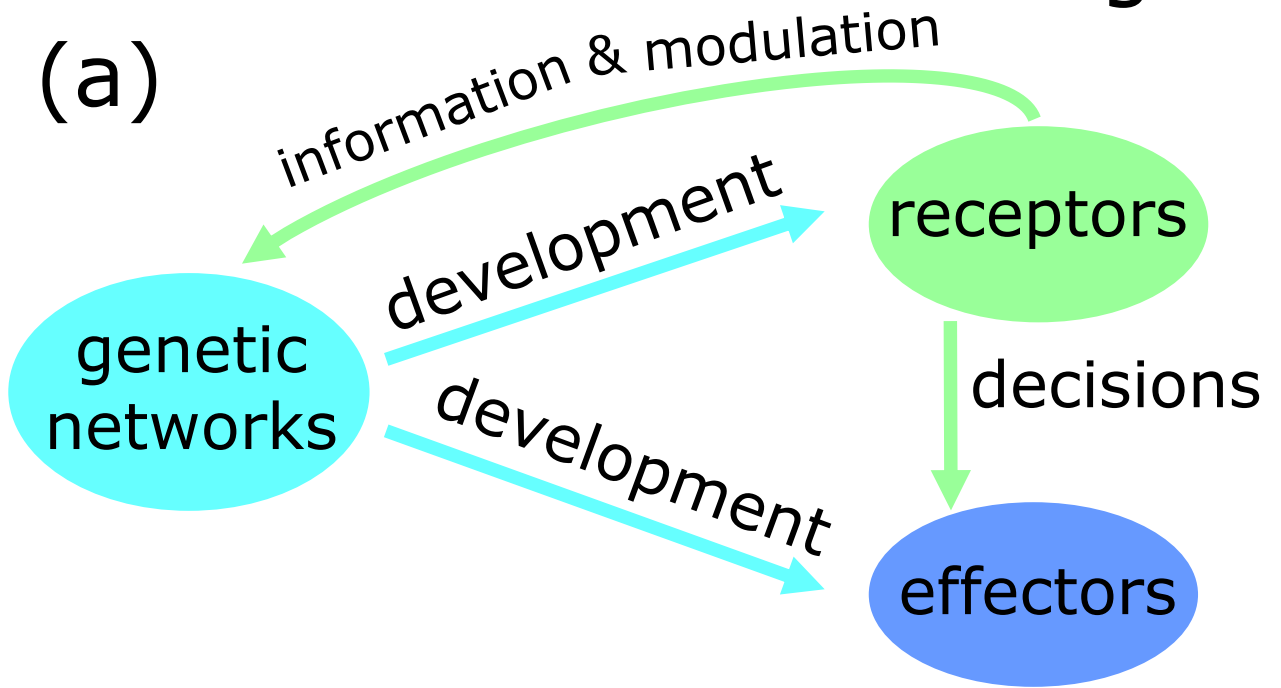 (a)
information & modulation
development
receptors
genetic
networks
decisions
development
effectors